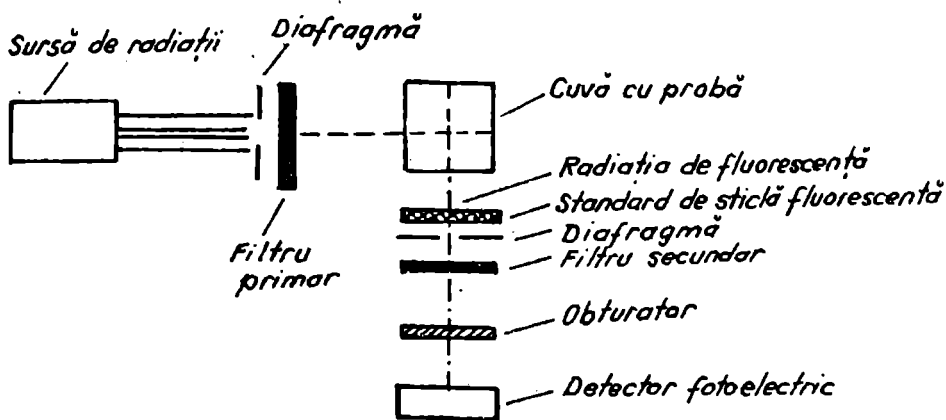 Diafragmă
Sursă de radiații
Cuvă cu probă
Radiația de fluorescență
Standard de sticlă fluorescentă
Diafragmă
Filtru secundar
Filtru
primar
Obturator
Detector fotoelectric